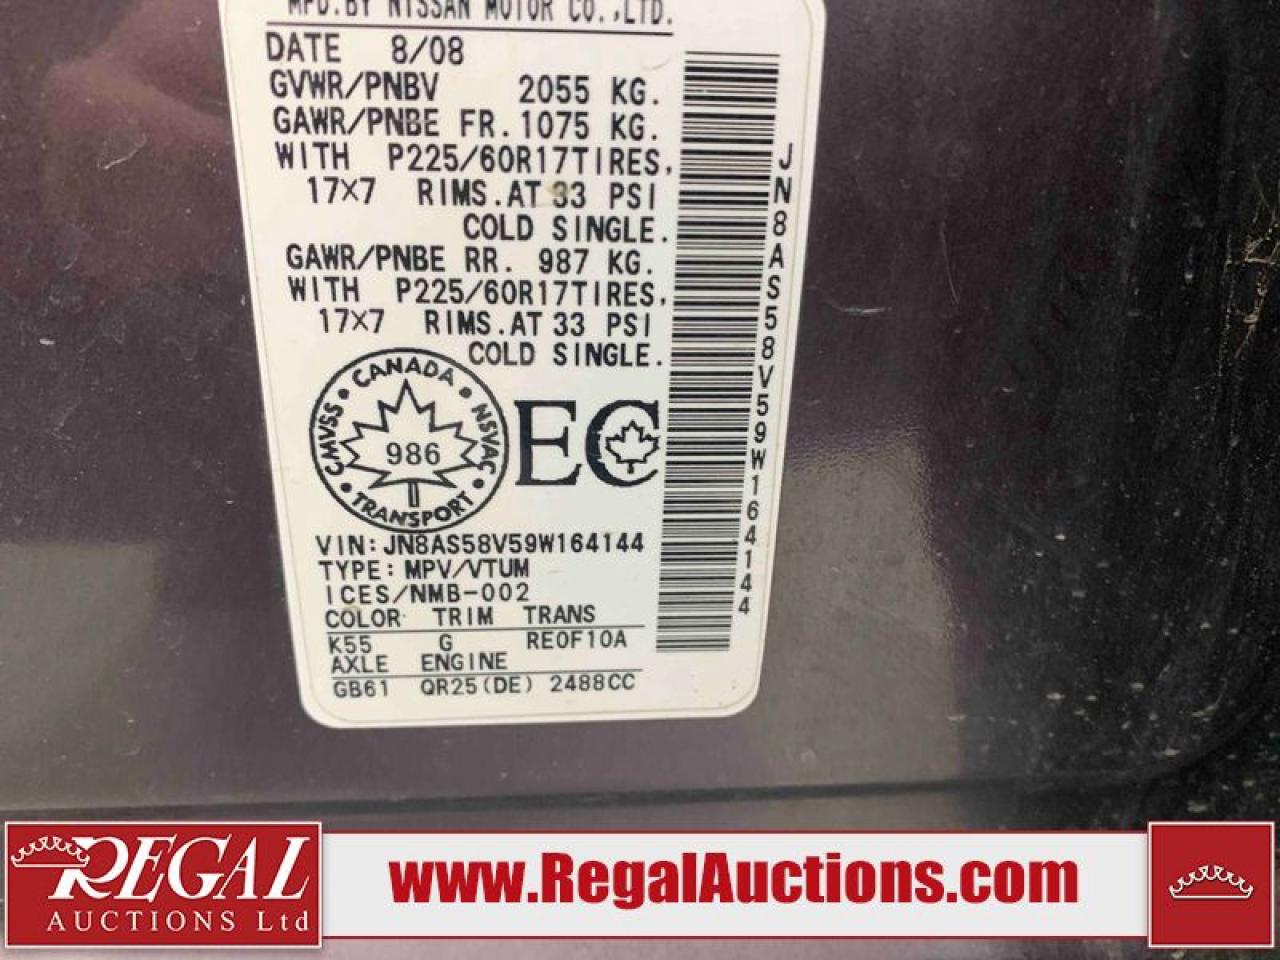 MFD.BY NISSAN MOTOR CO.,LTD.
DATE 8/08
GVWR/PNBV 2055 KG.
GAWR/PNBE FR.1075 KG.
WITH P225/60R17TIRES,
17×7 RIMS.AT 33 PSI
COLD SINGLE.
GAWR/PNBE RR. 987 KG.
WITH P225/60R17TIRES,
17×7 RIMS.AT 33 PSI
COLD SINGLE.
CANADA
CMVSS
NSVAC
986
TRANSPORT
EC
VIN:JN8AS58V59W164144
TYPE:MPV/VTUM
ICES/NMB-002
COLOR TRIM TRANS
K55 G RE0F10A
AXLE ENGINE
GB61 QR25(DE) 2488CC
JN8AS58V59W164144
REGAL
AUCTIONS Ltd
www.RegalAuctions.com